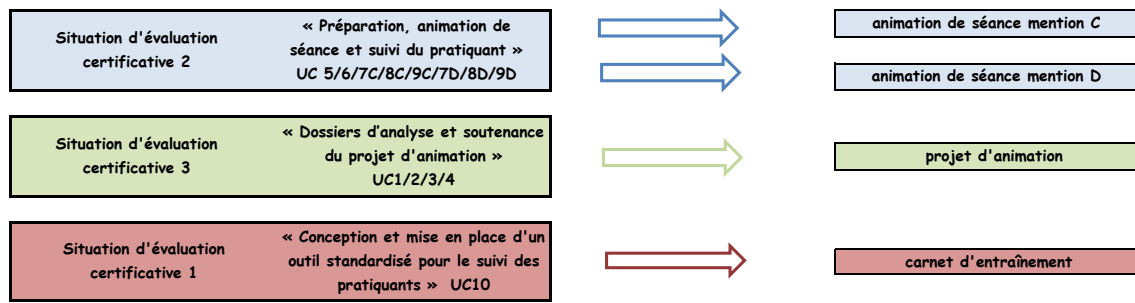 Situation d'évaluation
certificative 2
« Préparation, animation de
séance et suivi du pratiquant »
UC 5/6/7C/8C/9C/7D/8D/9D
animation de séance mention C
animation de séance mention D
Situation d'évaluation
certificative 3
« Dossiers d'analyse et soutenance
du projet d'animation »
UC1/2/3/4
projet d'animation
Situation d'évaluation
certificative 1
« Conception et mise en place d'un
outil standardisé pour le suivi des
pratiquants » UC10
carnet d'entraînement